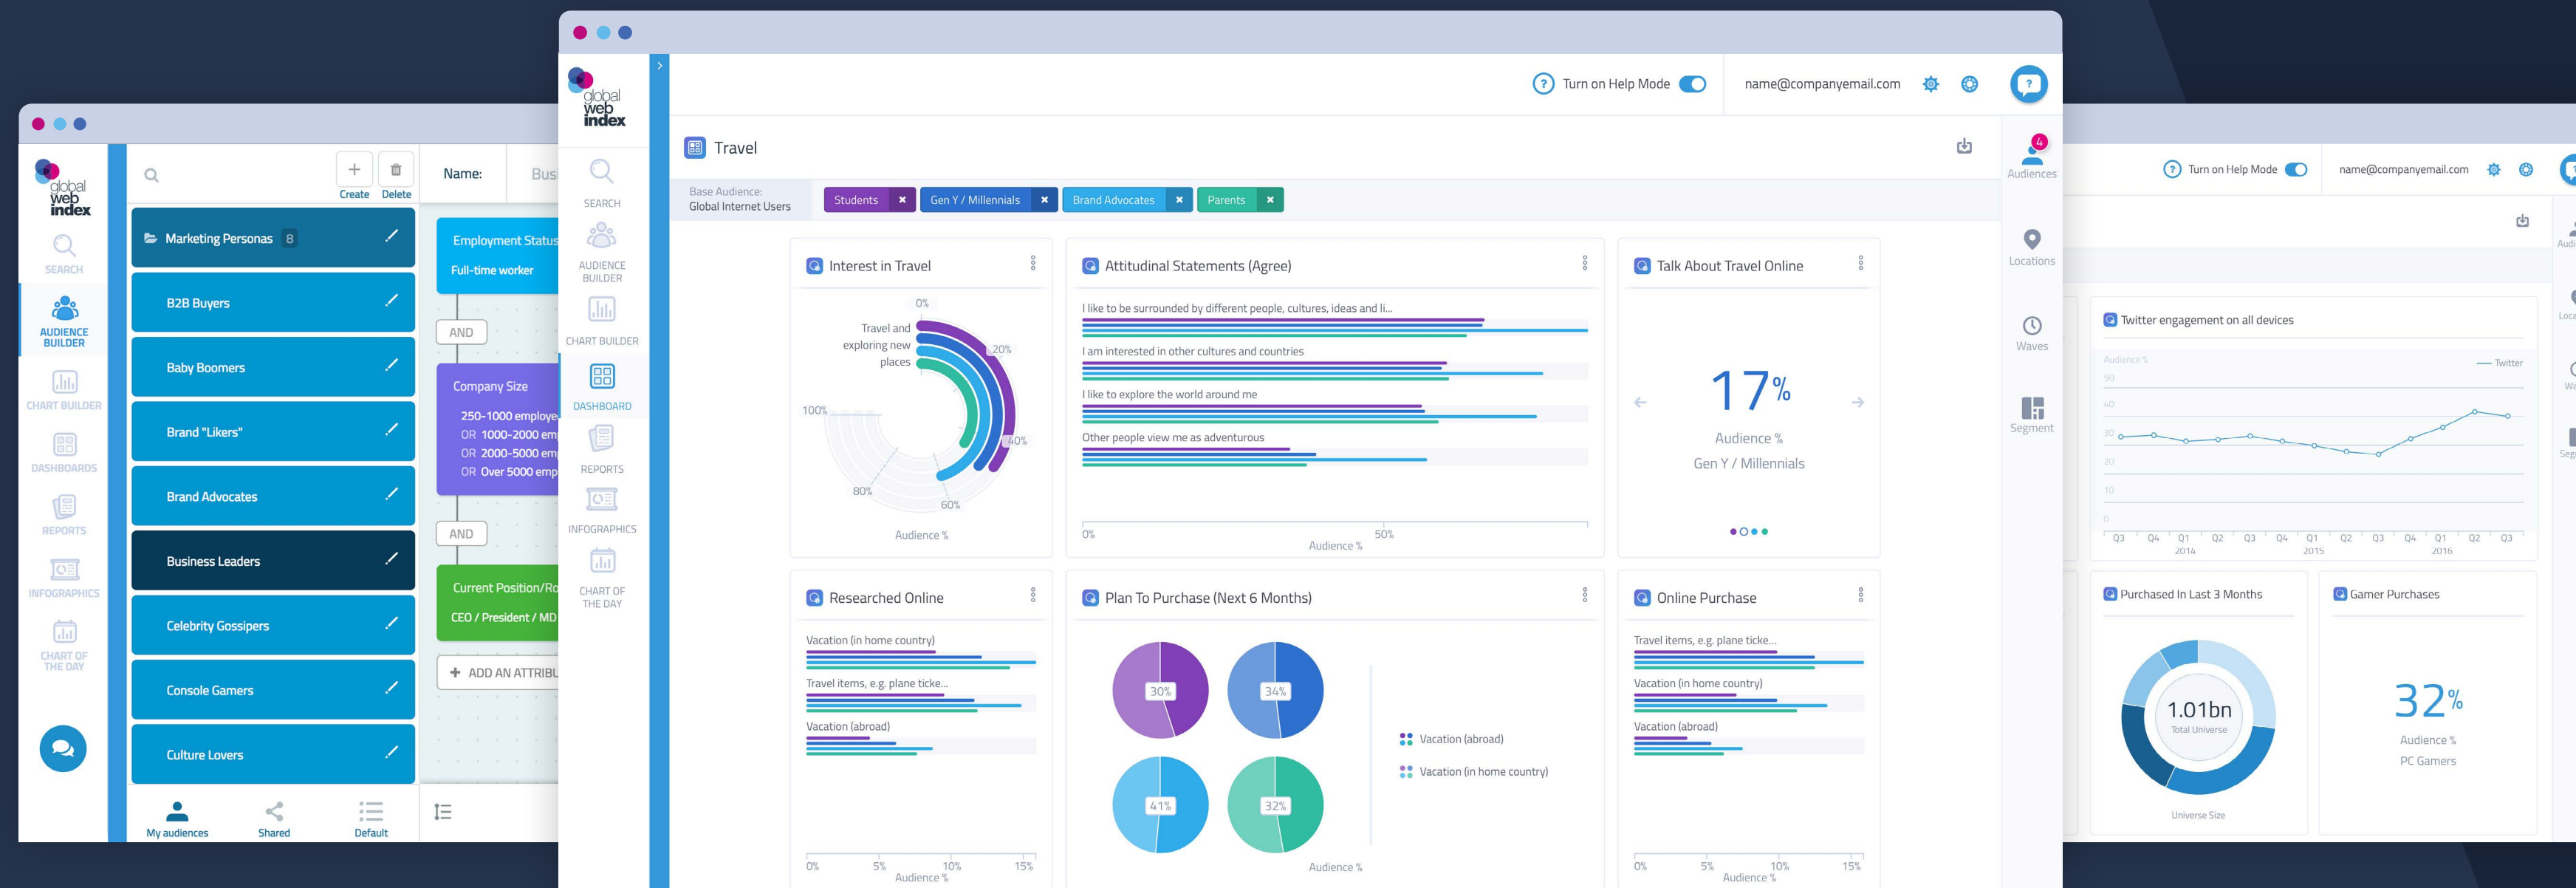 global
web
index
SEARCH
AUDIENCE
BUILDER
CHART BUILDER
DASHBOARDS
REPORTS
INFOGRAPHICS
CHART OF
THE DAY
Create
Delete
Marketing Personas 8
B2B Buyers
Baby Boomers
Brand "Likers"
Brand Advocates
Business Leaders
Celebrity Gossipers
Console Gamers
Culture Lovers
My audiences
Shared
Default
Name:
Busi
Employment Status
Full-time worker
AND
Company Size
250-1000 employe
OR 1000-2000 em
OR 2000-5000 em
OR Over 5000 emp
AND
Current Position/Ro
CEO / President / MD
+ ADD AN ATTRIBU
global
web
index
SEARCH
AUDIENCE
BUILDER
CHART BUILDER
DASHBOARD
REPORTS
INFOGRAPHICS
CHART OF
THE DAY
? Turn on Help Mode
name@companyemail.com
?
Travel
Base Audience:
Global Internet Users
Students ×
Gen Y / Millennials ×
Brand Advocates ×
Parents ×
4
Audiences
Locations
Waves
Segment
Interest in Travel
0%
Travel and
exploring new
places
20%
100%
40%
80%
60%
Audience %
Attitudinal Statements (Agree)
I like to be surrounded by different people, cultures, ideas and li...
I am interested in other cultures and countries
I like to explore the world around me
Other people view me as adventurous
0%
50%
Audience %
Talk About Travel Online
17%
Audience %
Gen Y / Millennials
Researched Online
Vacation (in home country)
Travel items, e.g. plane ticke...
Vacation (abroad)
0%
5%
10%
15%
Audience %
Plan To Purchase (Next 6 Months)
30%
34%
41%
32%
Vacation (abroad)
Vacation (in home country)
Audience %
Online Purchase
Travel items, e.g. plane ticke...
Vacation (in home country)
Vacation (abroad)
0%
5%
10%
15%
Audience %
? Turn on Help Mode
name@companyemail.com
Audi
Loca
Wa
Seg
Twitter engagement on all devices
Audience %
Twitter
50
40
30
20
10
0
Q3 Q4 Q1 Q2 Q3 Q4 Q1 Q2 Q3 Q4 Q1 Q2 Q3
2014 2015 2016
Purchased In Last 3 Months
1.01bn
Total Universe
Universe Size
Gamer Purchases
32%
Audience %
PC Gamers